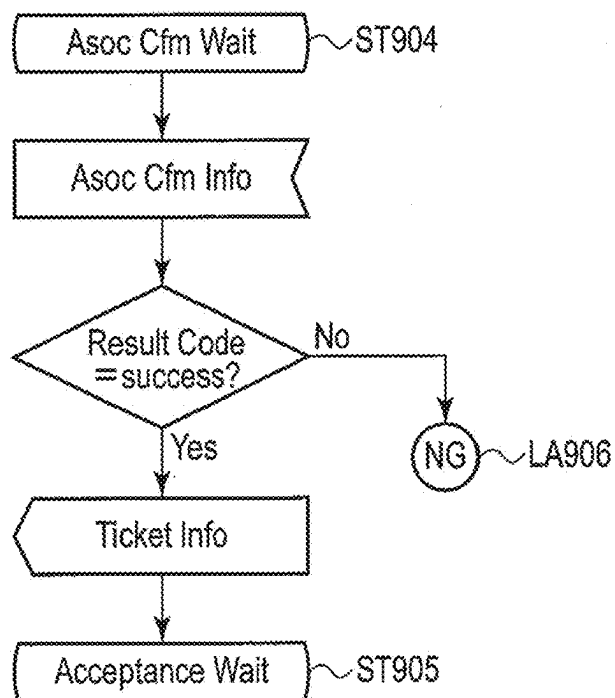 Asoc Cfm Wait
ST904
Asoc Cfm Info
Result Code
=success?
No
Yes
NG
LA906
Ticket Info
Acceptance Wait
ST905